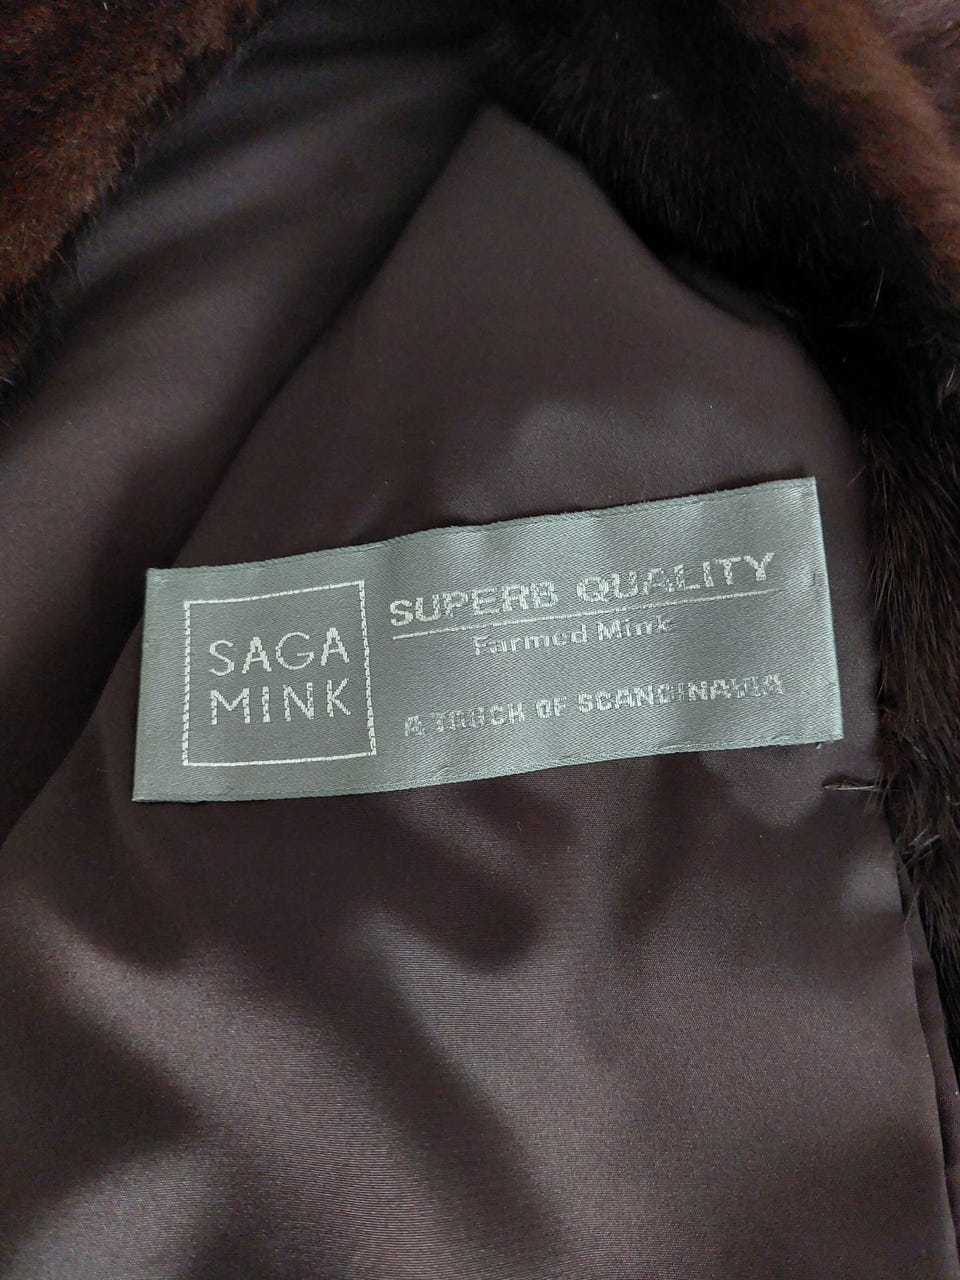 SAGA
MINK
SUPERB QUALITY
Farmed Mink
A TOUCH OF SCANDINAVIA